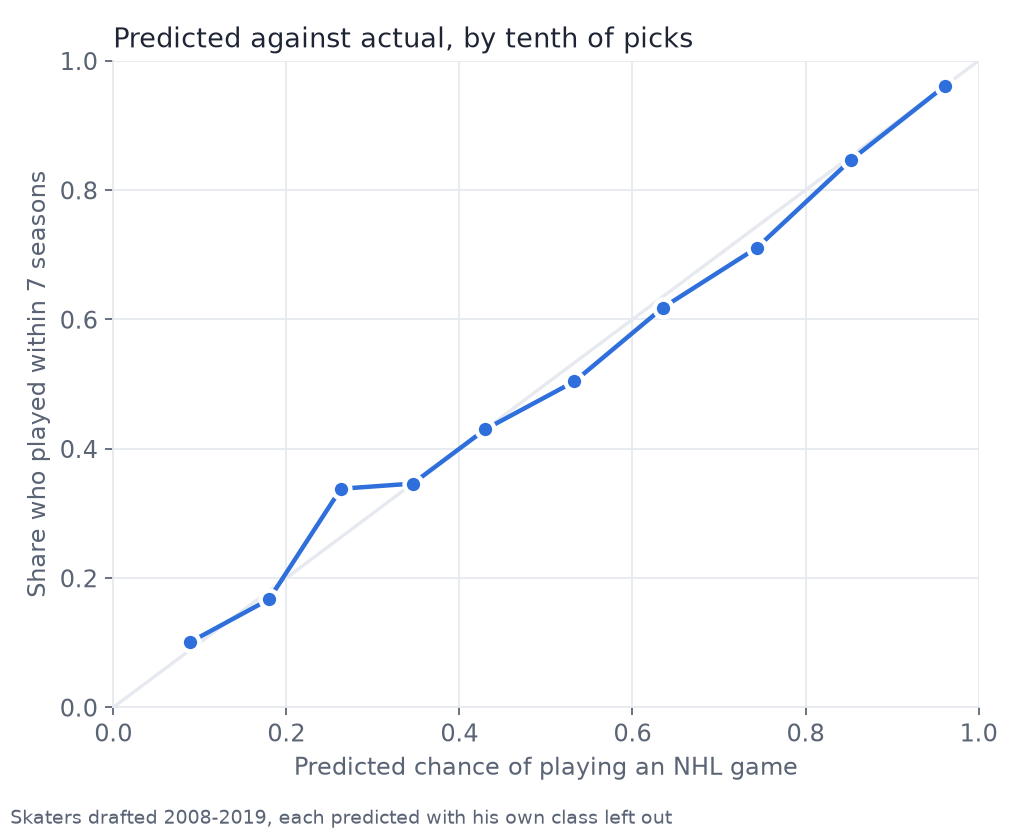 Predicted against actual, by tenth of picks
Share who played within 7 seasons
1.0
0.8
0.6
0.4
0.2
0.0
0.0 0.2 0.4 0.6 0.8 1.0
Predicted chance of playing an NHL game
Skaters drafted 2008-2019, each predicted with his own class left out